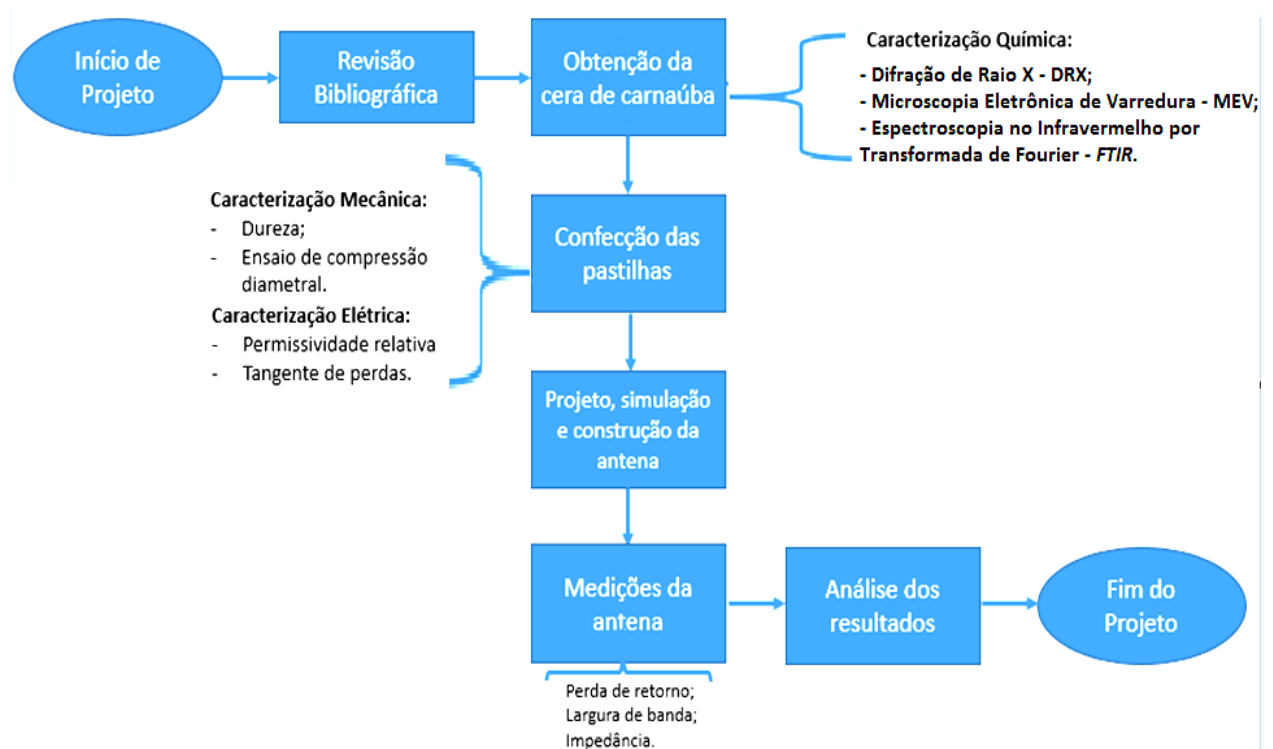 Início de
Projeto
Revisão
Bibliográfica
Obtenção da
cera de carnaúba
Caracterização Química:
- Difração de Raio X - DRX;
- Microscopia Eletrônica de Varredura - MEV;
- Espectroscopia no Infravermelho por
Transformada de Fourier - FTIR.
Caracterização Mecânica:
- Dureza;
- Ensaio de compressão
diametral.
Caracterização Elétrica:
- Permissividade relativa
- Tangente de perdas.
Confecção das
pastilhas
Projeto, simulação
e construção da
antena
Medições da
antena
Perda de retorno;
Largura de banda;
Impedância.
Análise dos
resultados
Fim do
Projeto